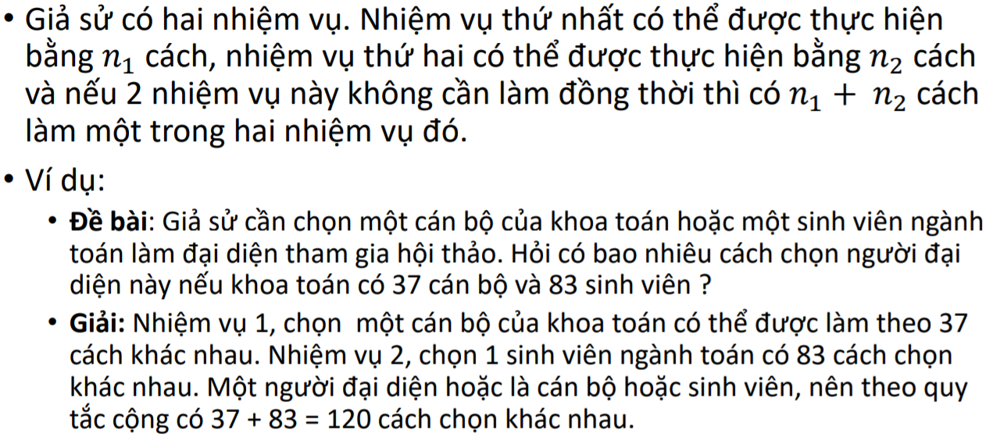 • Giả sử có hai nhiệm vụ. Nhiệm vụ thứ nhất có thể được thực hiện
bằng n₁ cách, nhiệm vụ thứ hai có thể được thực hiện bằng n₂ cách
và nếu 2 nhiệm vụ này không cần làm đồng thời thì có n₁ + n₂ cách
làm một trong hai nhiệm vụ đó.
• Ví dụ:
• Đề bài: Giả sử cần chọn một cán bộ của khoa toán hoặc một sinh viên ngành
toán làm đại diện tham gia hội thảo. Hỏi có bao nhiêu cách chọn người đại
diện này nếu khoa toán có 37 cán bộ và 83 sinh viên ?
• Giải: Nhiệm vụ 1, chọn một cán bộ của khoa toán có thể được làm theo 37
cách khác nhau. Nhiệm vụ 2, chọn 1 sinh viên ngành toán có 83 cách chọn
khác nhau. Một người đại diện hoặc là cán bộ hoặc sinh viên, nên theo quy
tắc cộng có 37 + 83 = 120 cách chọn khác nhau.